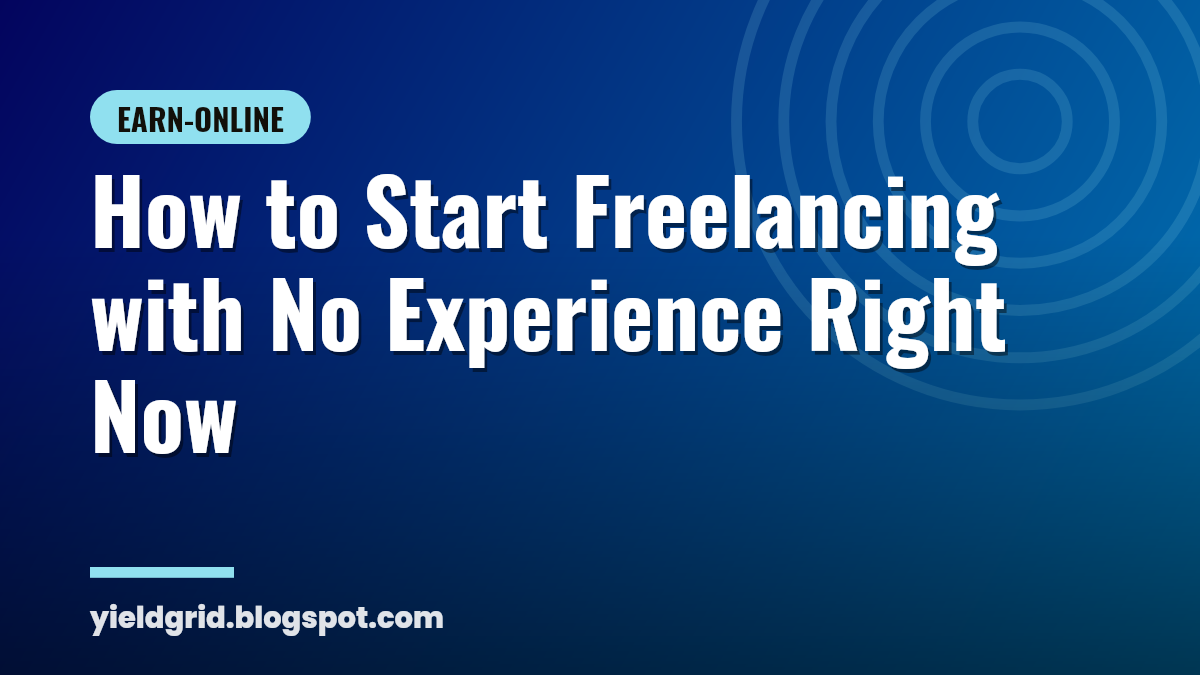 EARN-ONLINE
How to Start Freelancing
with No Experience Right
Now
yieldgrid.blogspot.com